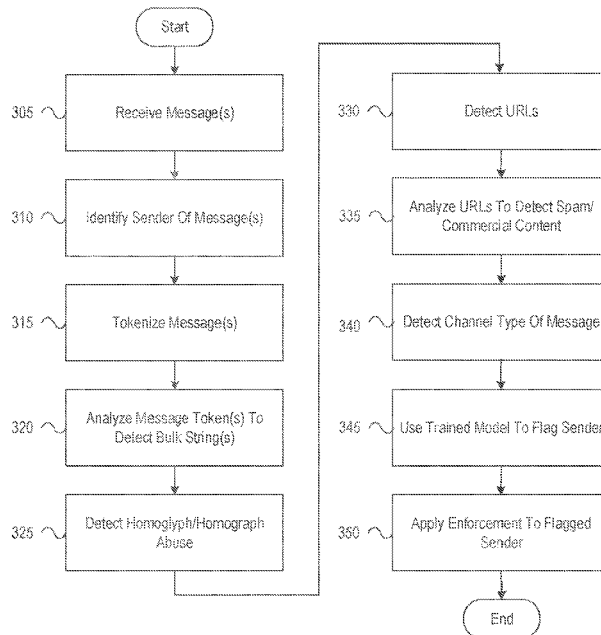 Start
305
Receive Message(s)
310
Identify Sender Of Message(s)
315
Tokenize Message(s)
320
Analyze Message Token(s) To
Detect Bulk String(s)
325
Detect Homoglyph/Homograph
Abuse
330
Detect URLs
335
Analyze URLs To Detect Spam/
Commercial Content
340
Detect Channel Type Of Message
345
Use Trained Model To Flag Sender
350
Apply Enforcement To Flagged
Sender
End